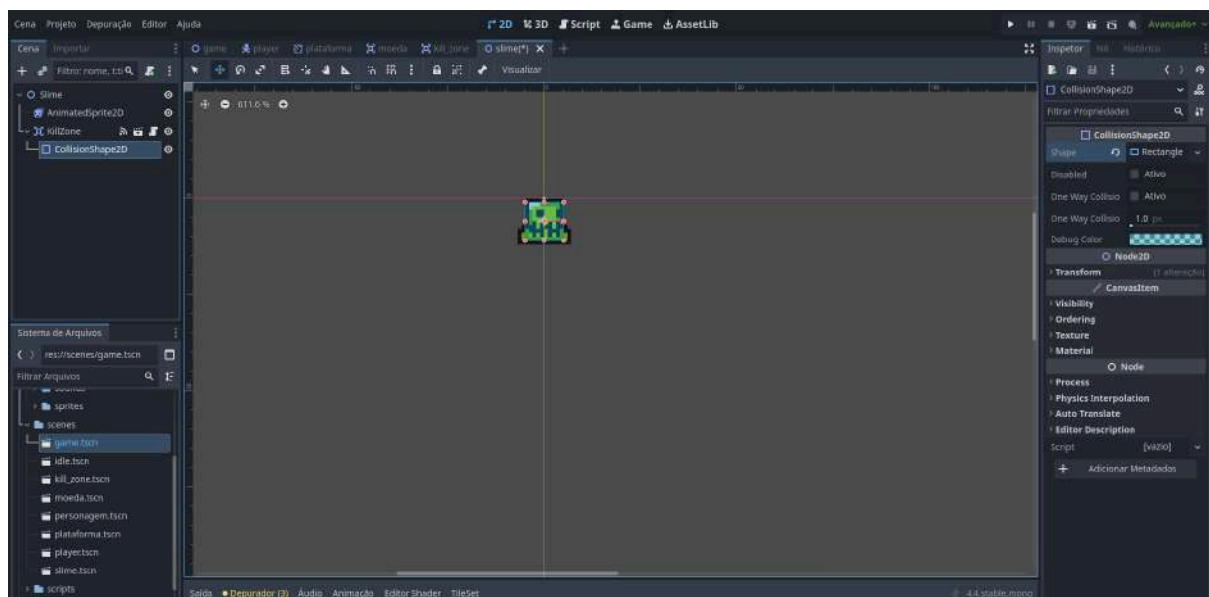 Cena Projeto Depuração Editor Ajuda
2D 3D Script Game AssetLib
Avançado+
Cena Importar
game player plataforma moeda kill_zone slime(*)
Inspetor Nó Histórico
Filtro: nome, t:ti
Visualizar
Slime
AnimatedSprite2D
KillZone
CollisionShape2D
611.6 %
CollisionShape2D
Filtrar Propriedades
CollisionShape2D
Shape Rectangle
Disabled Ativo
One Way Collisio Ativo
One Way Collisio 1.0 px
Debug Color
Node2D
Transform (1 alteração)
CanvasItem
Visibility
Ordering
Texture
Material
Node
Process
Physics Interpolation
Auto Translate
Editor Description
Script [vazio]
Adicionar Metadados
Sistema de Arquivos
res://scenes/game.tscn
Filtrar Arquivos
sounds
sprites
scenes
game.tscn
idle.tscn
kill_zone.tscn
moeda.tscn
personagem.tscn
plataforma.tscn
player.tscn
slime.tscn
scripts
Saída Depurador (3) Áudio Animação Editor Shader TileSet
4.4.stable.mono